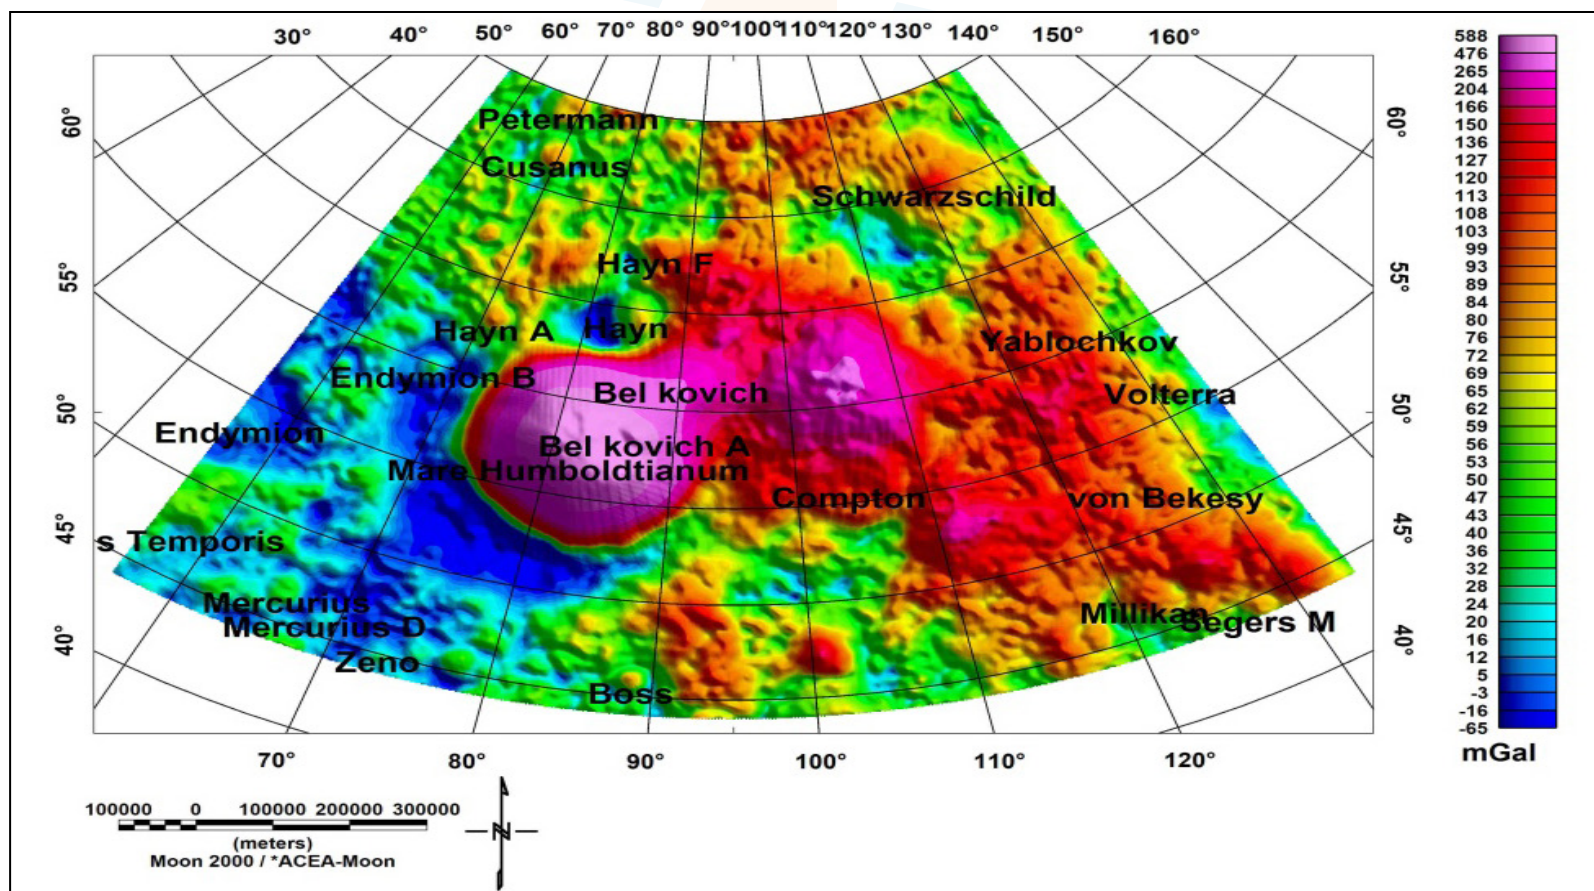 30° 40° 50° 60° 70° 80° 90° 100° 110° 120° 130° 140° 150° 160°
60°
55°
50°
45°
40°
Petermann
Cusanus
Schwarzschild
Hayn F
Hayn A
Hayn
Yablochkov
Endymion B
Bel kovich
Volterra
Endymion
Bel kovich A
Mare Humboldtianum
Compton
von Bekesy
s Temporis
Mercurius
Millikan
Segers M
Mercurius D
Zeno
Boss
60°
55°
50°
45°
40°
70° 80° 90° 100° 110° 120°
588
476
265
204
166
150
136
127
120
113
108
103
99
93
89
84
80
76
72
69
65
62
59
56
53
50
47
43
40
36
32
28
24
20
16
12
5
-3
-16
-65
mGal
100000 0 100000 200000 300000
(meters)
Moon 2000 / *ACEA-Moon
N